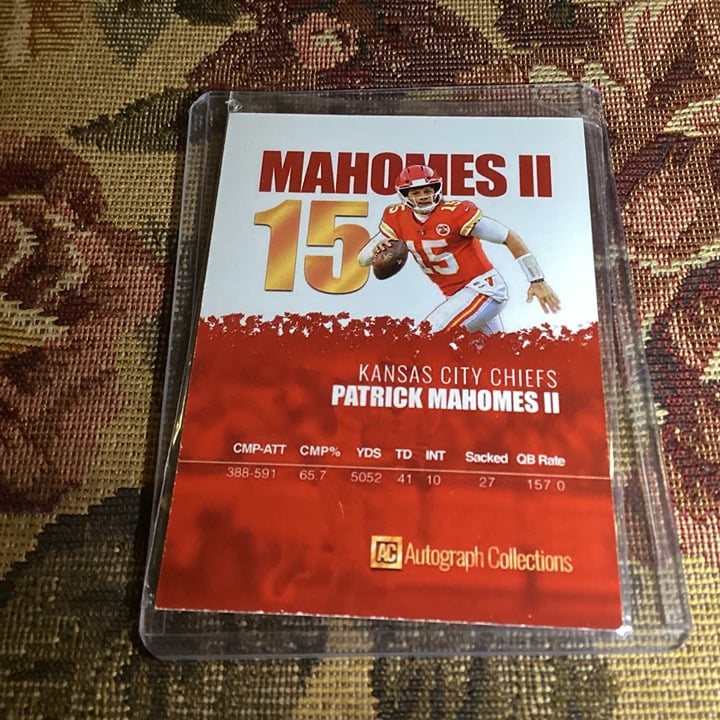 MAHOMES II
15
15
15
KANSAS CITY CHIEFS
PATRICK MAHOMES II
CMP-ATT CMP% YDS TD INT Sacked QB Rate
388-591 65.7 5052 41 10 27 157.0
AC Autograph Collections